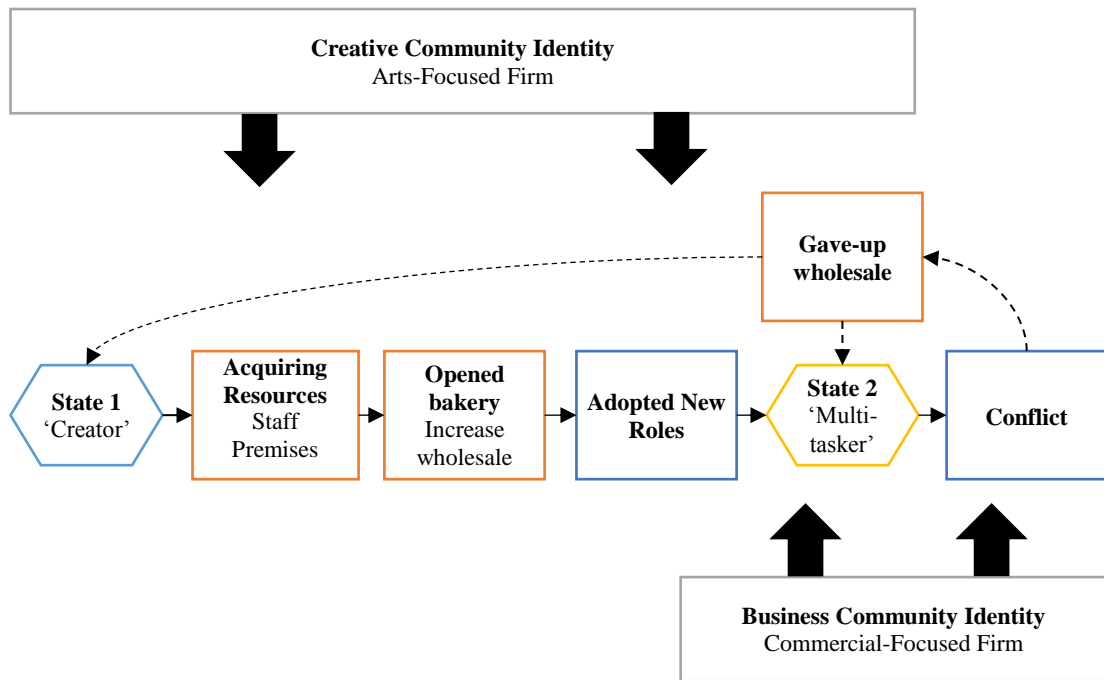 Creative Community Identity
Arts-Focused Firm
Gave-up
wholesale
State 1
‘Creator’
Acquiring
Resources
Staff
Premises
Opened
bakery
Increase
wholesale
Adopted New
Roles
State 2
‘Multi-
tasker’
Conflict
Business Community Identity
Commercial-Focused Firm